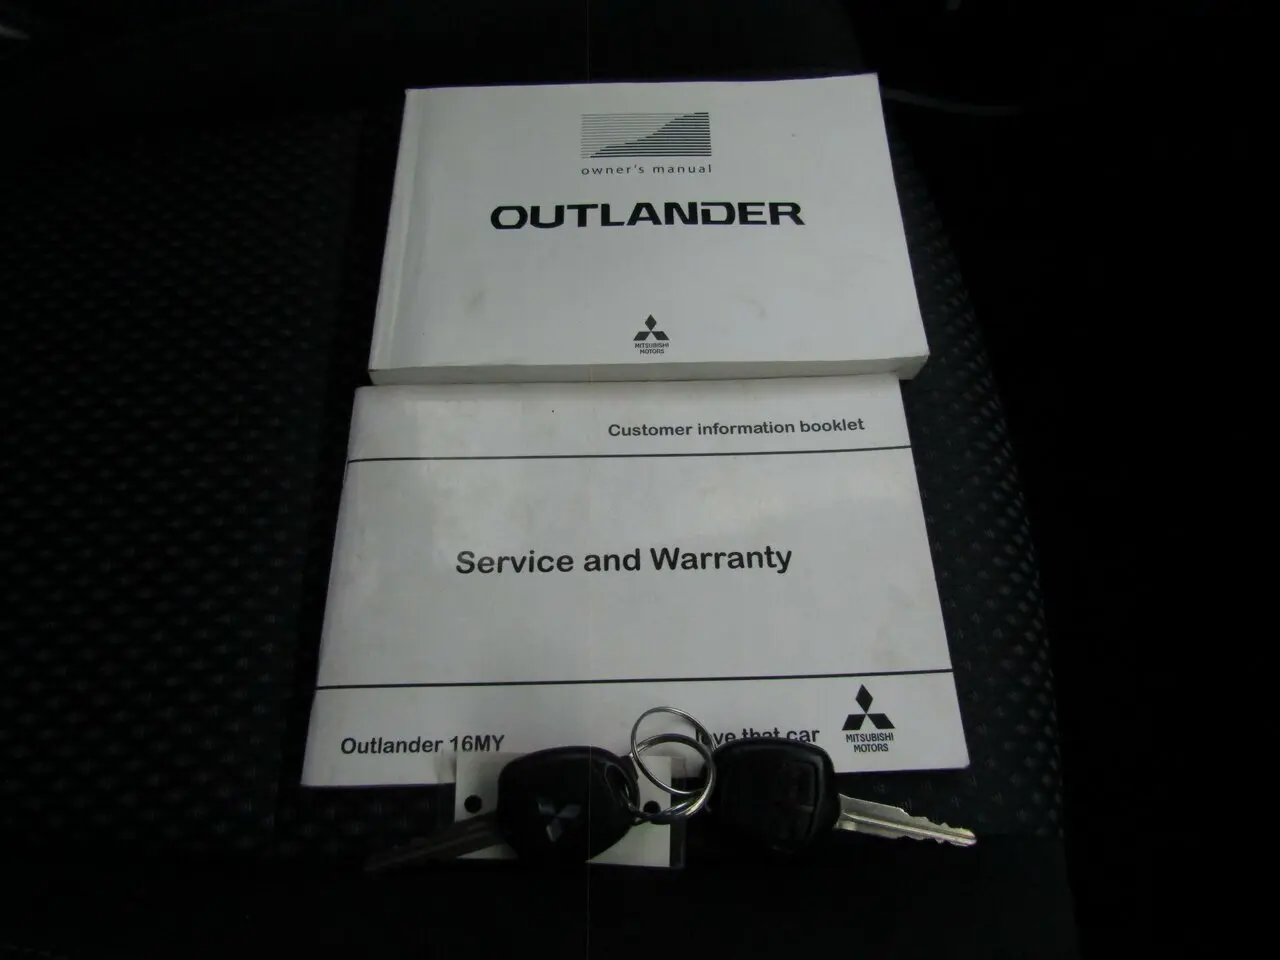 owner's manual
OUTLANDER
MITSUBISHI
MOTORS
Customer information booklet
Service and Warranty
Outlander 16MY
love that car
MITSUBISHI
MOTORS